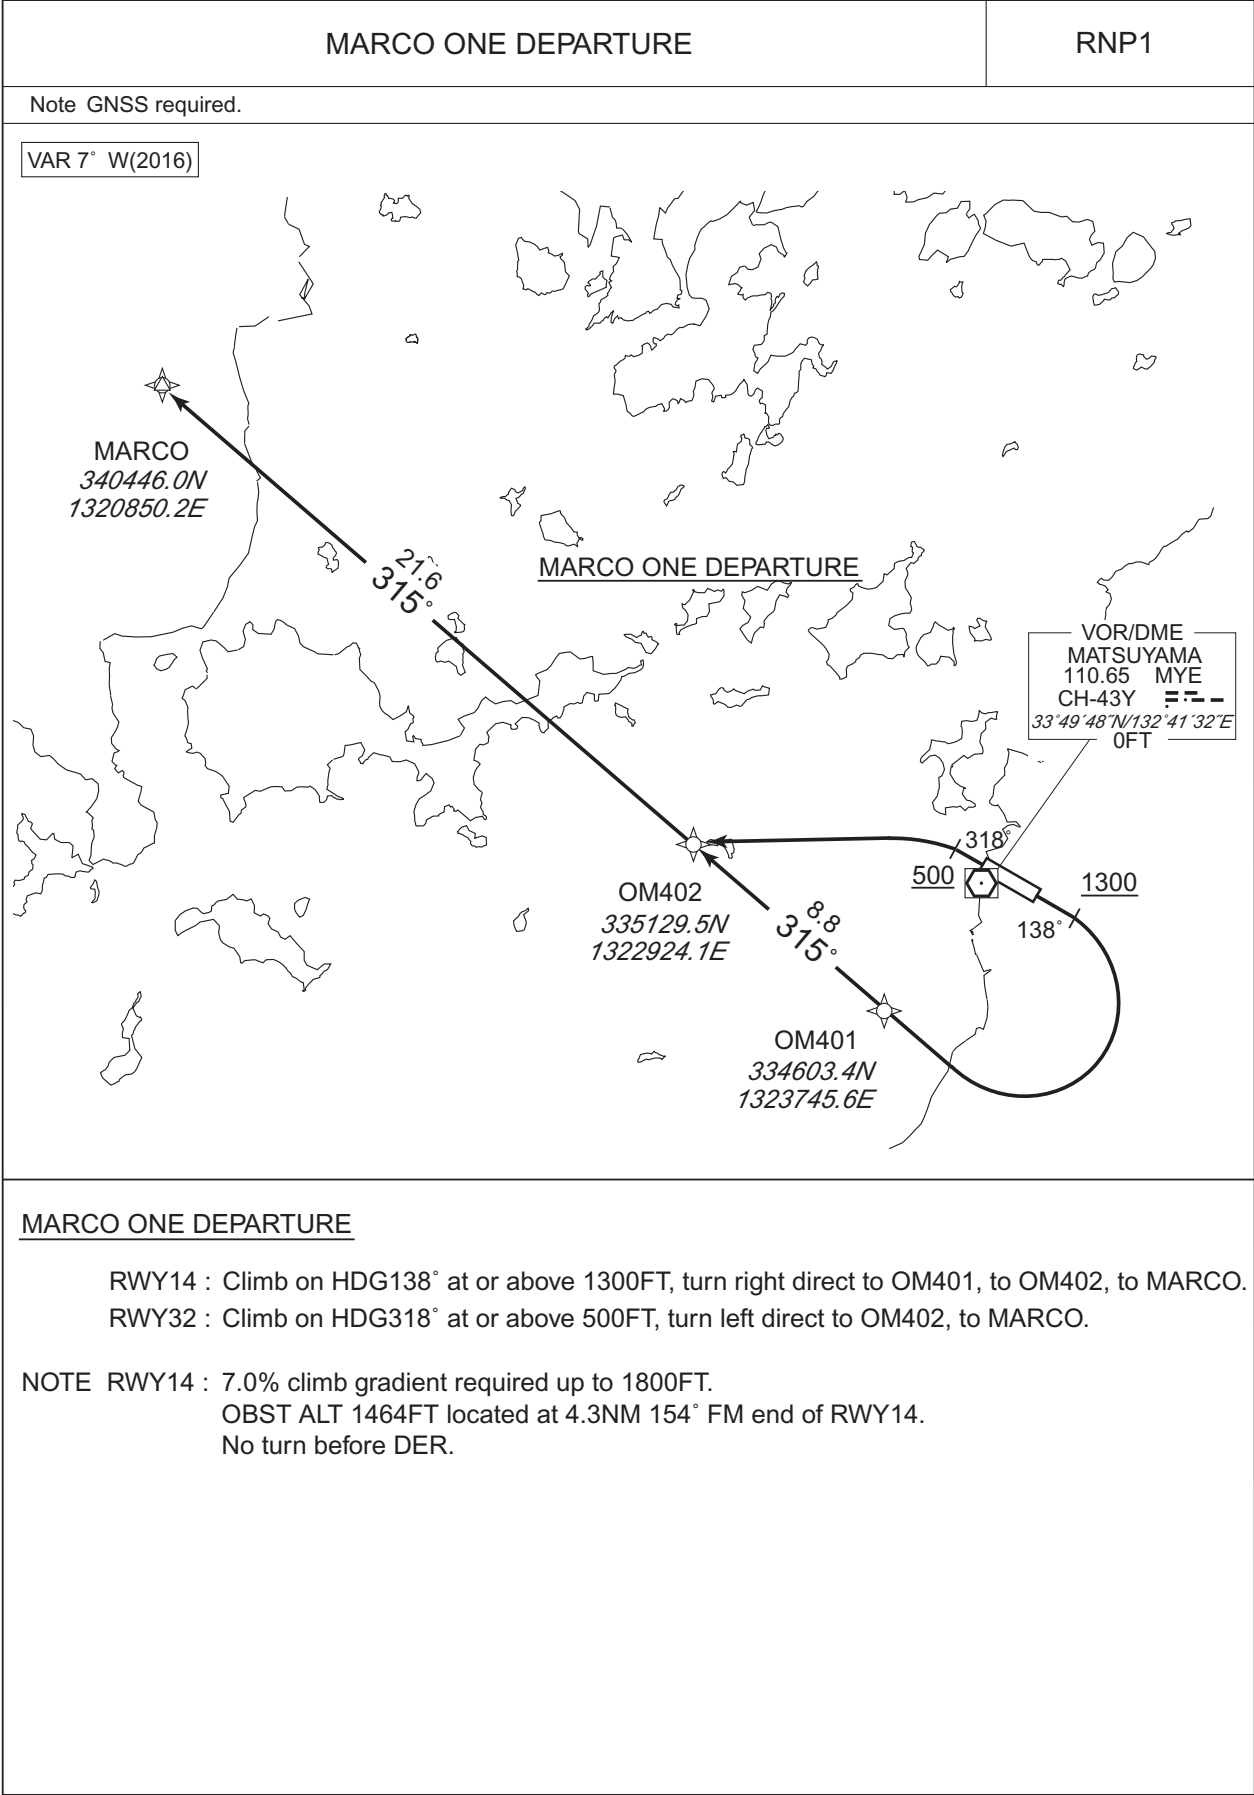 MARCO ONE DEPARTURE
RNP1
Note GNSS required.
VAR 7° W(2016)
MARCO
340446.0N
1320850.2E
21.6
315°
MARCO ONE DEPARTURE
VOR/DME
MATSUYAMA
110.65 MYE
CH-43Y
33°49´48˝N/132°41´32˝E
0FT
318°
500
1300
138°
OM402
335129.5N
1322924.1E
8.8
315°
OM401
334603.4N
1323745.6E
MARCO ONE DEPARTURE
RWY14 : Climb on HDG138° at or above 1300FT, turn right direct to OM401, to OM402, to MARCO.
RWY32 : Climb on HDG318° at or above 500FT, turn left direct to OM402, to MARCO.
NOTE RWY14 : 7.0% climb gradient required up to 1800FT.
OBST ALT 1464FT located at 4.3NM 154° FM end of RWY14.
No turn before DER.